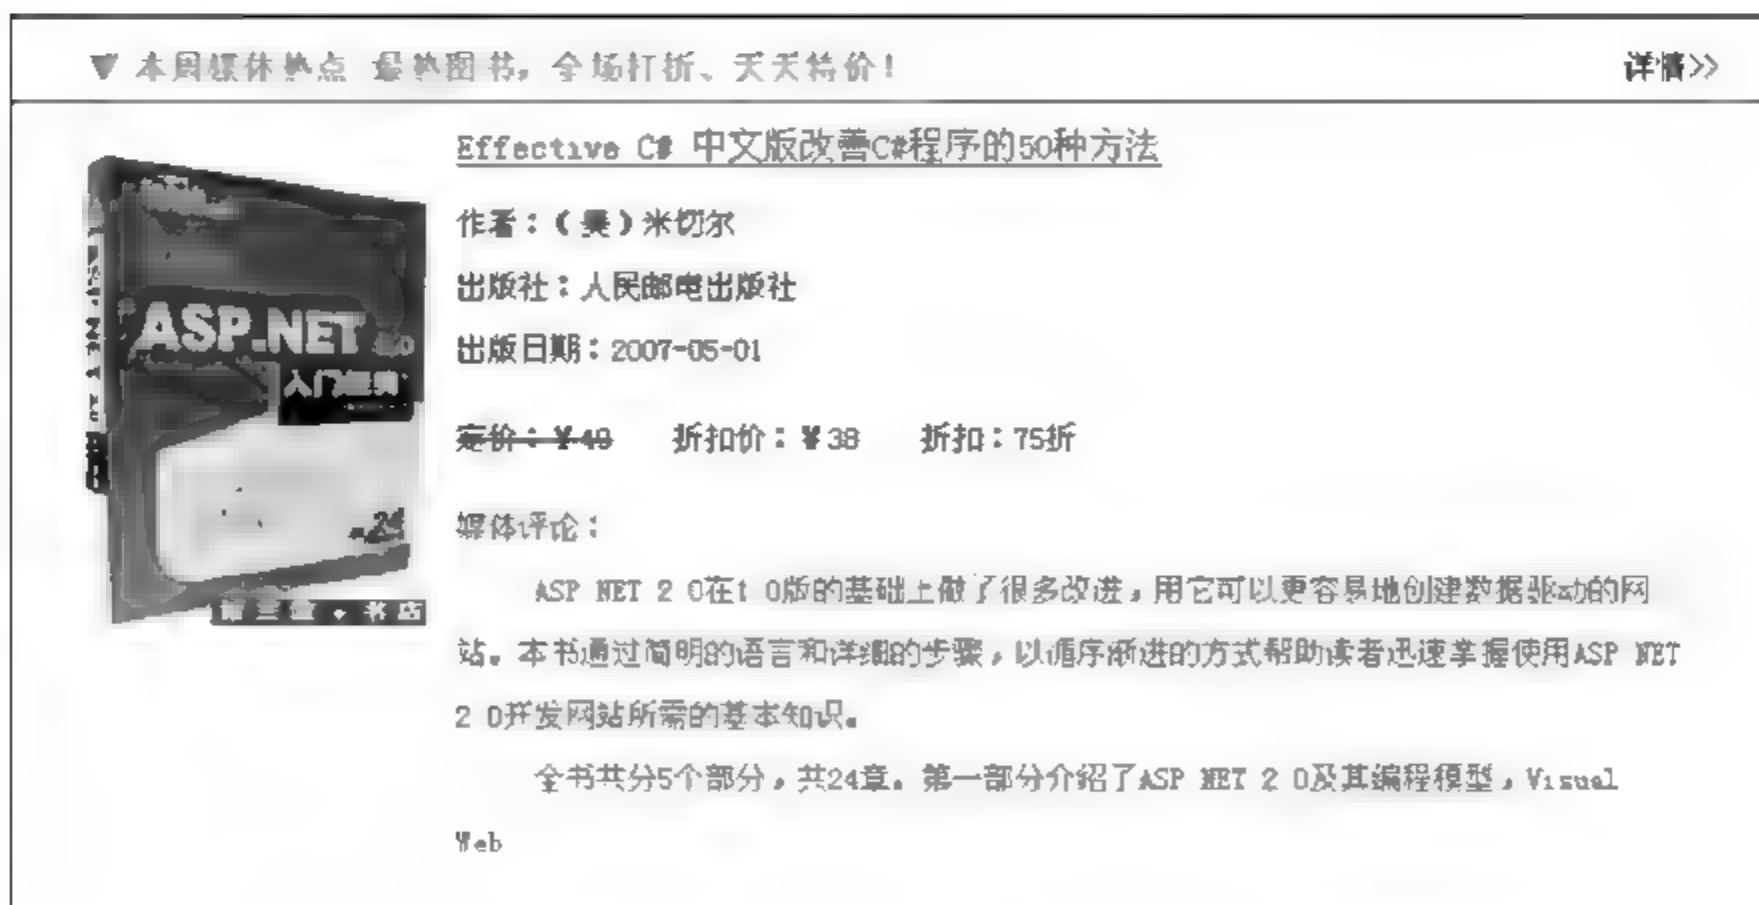 ▼ 本周媒体热点 最热图书，全场打折、天天特价！
详情>>
Effective C# 中文版改善C#程序的50种方法
作者：（美）米切尔
出版社：人民邮电出版社
出版日期：2007-05-01
定价：￥49 折扣价：￥38 折扣：75折
媒体评论：
ASP NET 2 0在1 0版的基础上做了很多改进，用它可以更容易地创建数据驱动的网
站。本书通过简明的语言和详细的步骤，以循序渐进的方式帮助读者迅速掌握使用ASP NET
2 0开发网站所需的基本知识。
全书共分5个部分，共24章。第一部分介绍了ASP NET 2 0及其编程模型，Visual
Web
ASP.NET
入门经典
24
书店